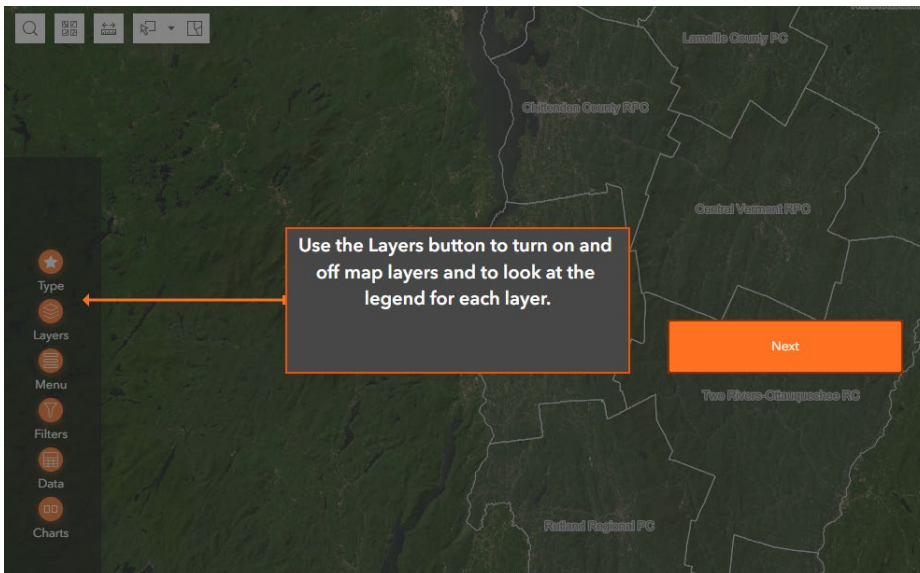 Lamoille County PC
Chittenden County RPC
Central Vermont RPC
Use the Layers button to turn on and
off map layers and to look at the
legend for each layer.
Type
Layers
Next
Menu
Two Rivers-Ottauquechee RC
Filters
Data
Charts
Rutland Regional PC